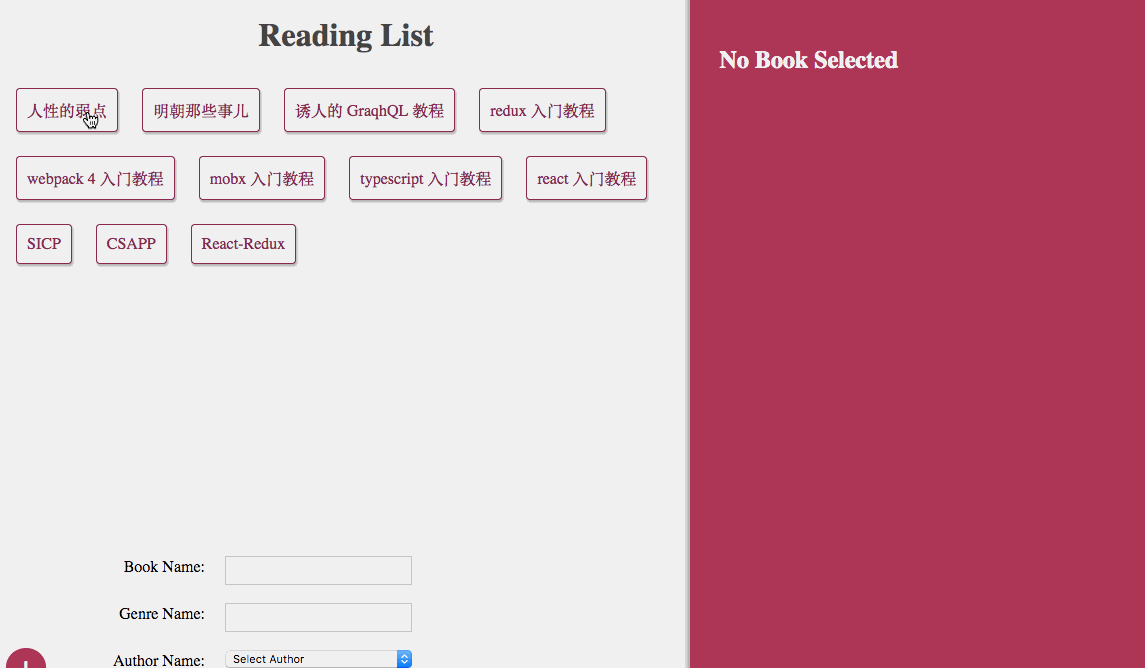 Reading List
No Book Selected
人性的弱点 明朝那些事儿 诱人的 GraqhQL 教程 redux 入门教程
webpack 4 入门教程 mobx 入门教程 typescript 入门教程 react 入门教程
SICP CSAPP React-Redux
Book Name:
Genre Name:
Author Name: Select Author